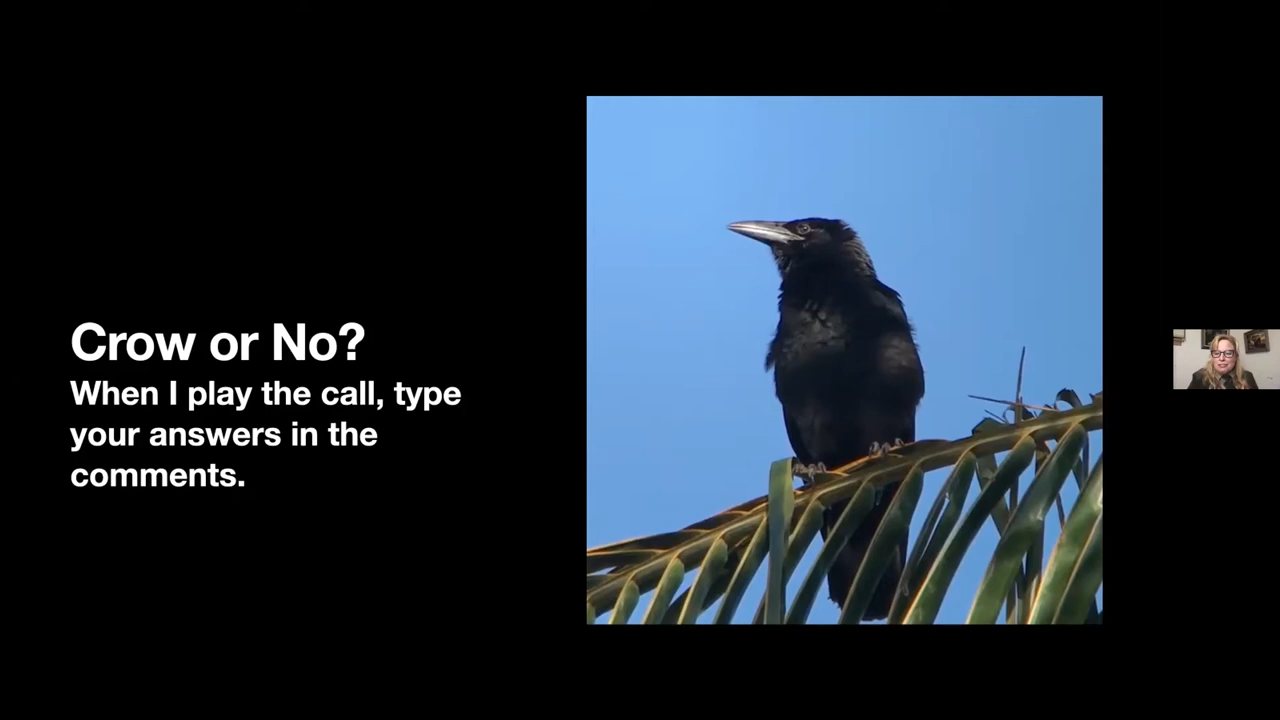 Crow or No?
When I play the call, type
your answers in the
comments.